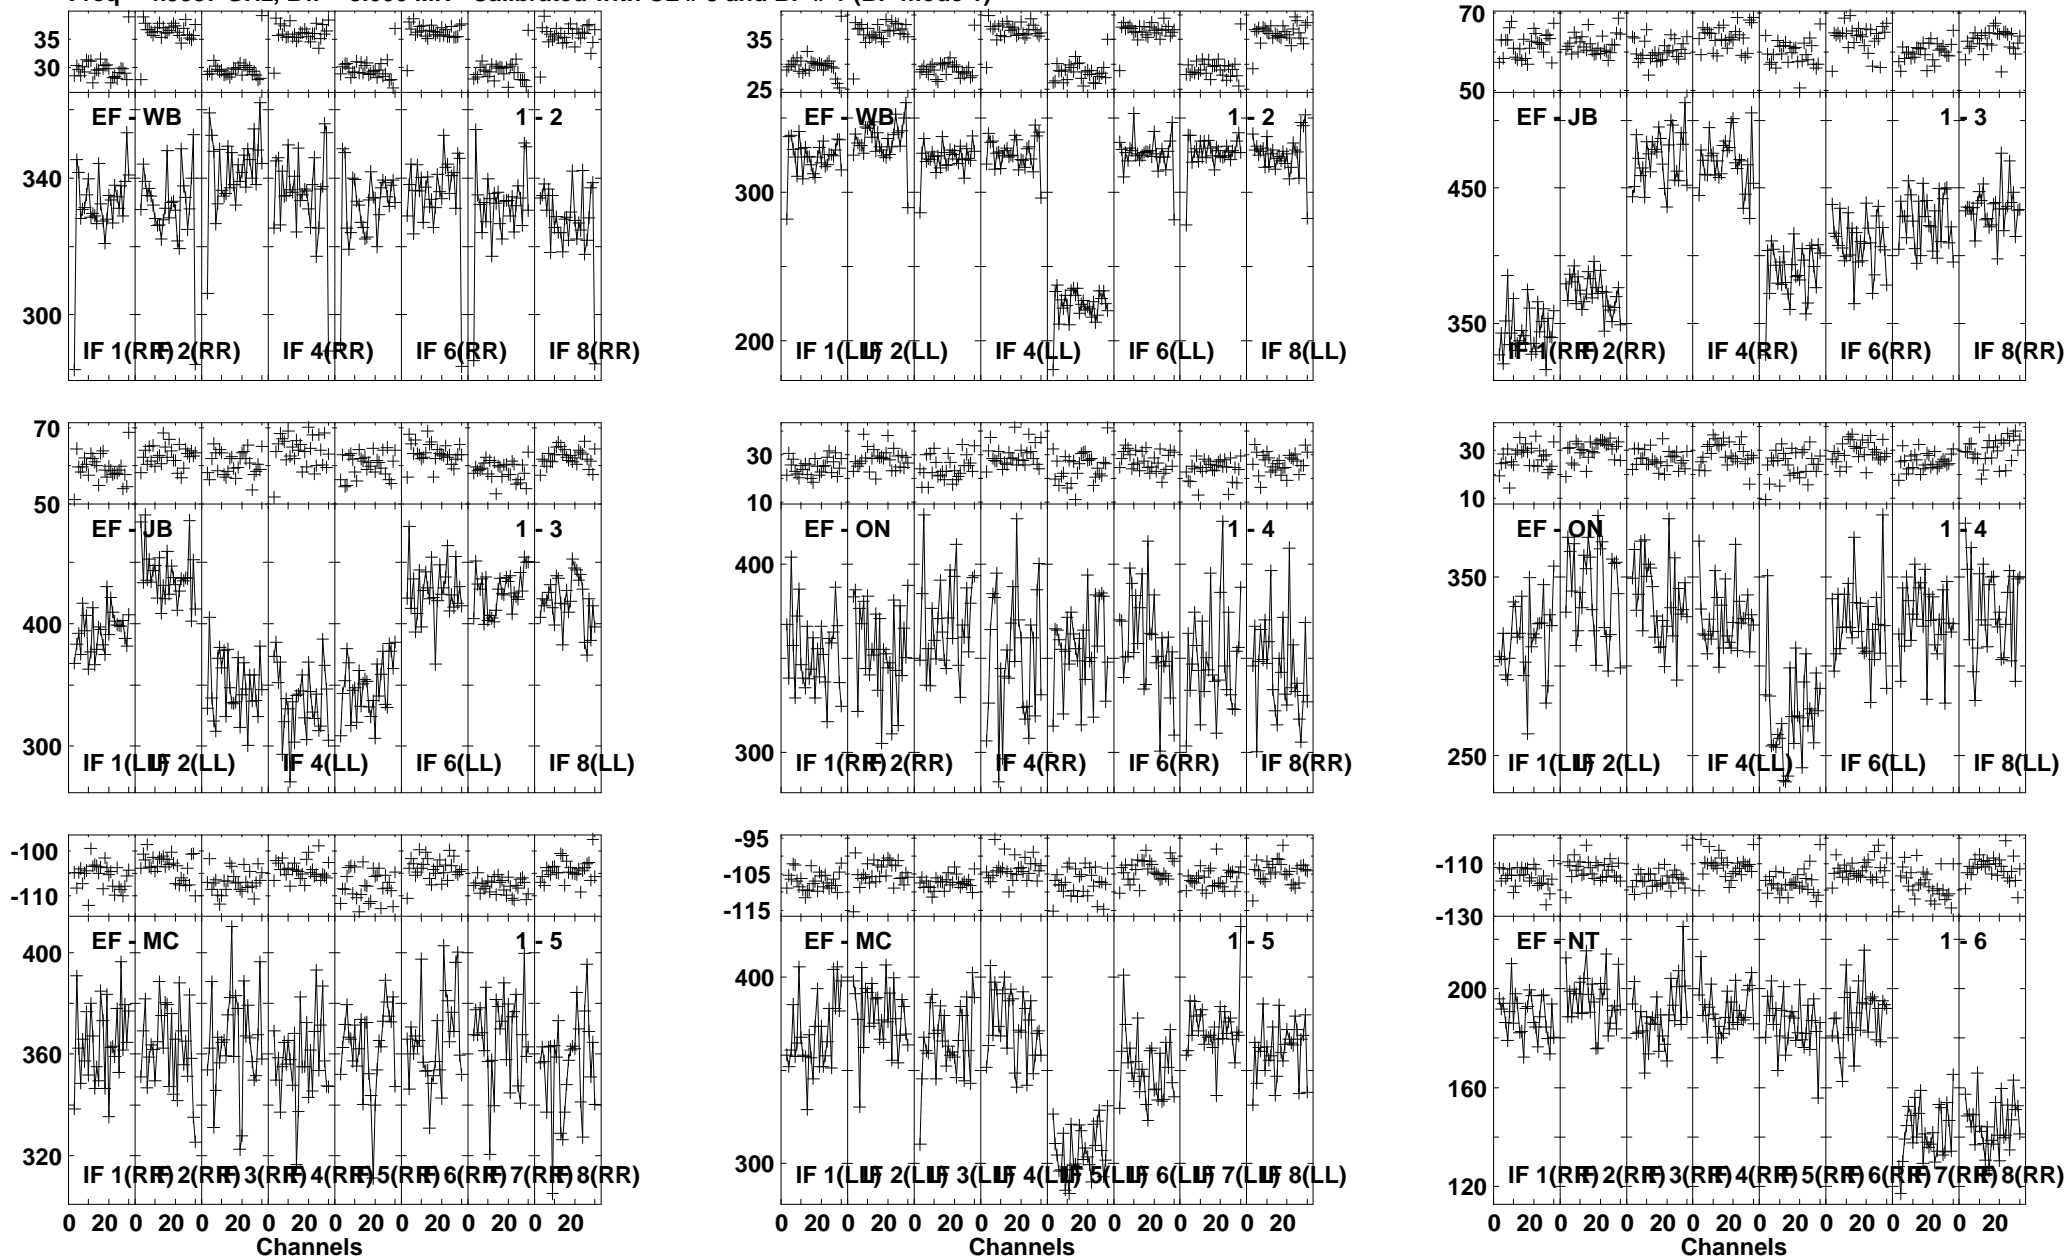 35
30
EF - WB 1 - 2
340
300
IF 1(RR) IF 2(RR) IF 4(RR) IF 6(RR) IF 8(RR)
35
25
EF - WB 1 - 2
300
200
IF 1(LL) IF 2(LL) IF 4(LL) IF 6(LL) IF 8(LL)
70
50
EF - JB 1 - 3
450
350
IF 1(RR) IF 2(RR) IF 4(RR) IF 6(RR) IF 8(RR)
70
50
EF - JB 1 - 3
400
300
IF 1(LL) IF 2(LL) IF 4(LL) IF 6(LL) IF 8(LL)
30
10
EF - ON 1 - 4
400
300
IF 1(RR) IF 2(RR) IF 4(RR) IF 6(RR) IF 8(RR)
30
10
EF - ON 1 - 4
350
250
IF 1(LL) IF 2(LL) IF 4(LL) IF 6(LL) IF 8(LL)
-100
-110
EF - MC 1 - 5
400
360
320
IF 1(RR) IF 2(RR) IF 3(RR) IF 4(RR) IF 5(RR) IF 6(RR) IF 7(RR) IF 8(RR)
0 20 0 20 0 20 0 20 0 20 0 20 0 20 0 20
Channels
-95
-105
-115
EF - MC 1 - 5
400
300
IF 1(LL) IF 2(LL) IF 3(LL) IF 4(LL) IF 5(LL) IF 6(LL) IF 7(LL) IF 8(LL)
0 20 0 20 0 20 0 20 0 20 0 20 0 20 0 20
-110
-130
EF - NT 1 - 6
200
160
120
IF 1(RR) IF 2(RR) IF 3(RR) IF 4(RR) IF 5(RR) IF 6(RR) IF 7(RR) IF 8(RR)
0 20 0 20 0 20 0 20 0 20 0 20 0 20 0 20
Channels